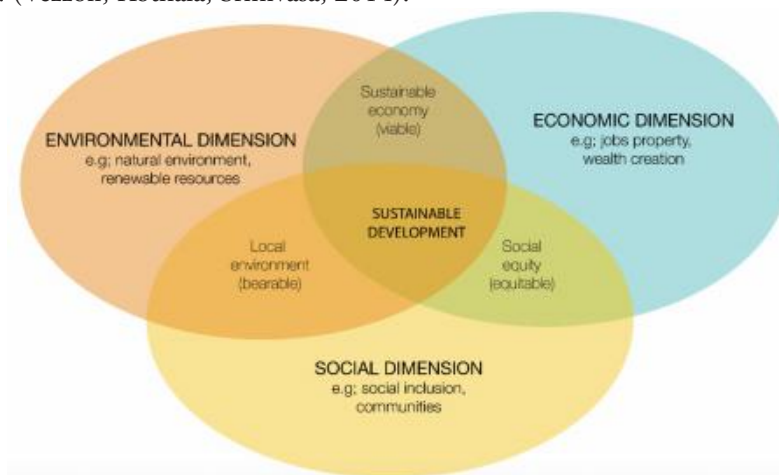 Sustainable
economy
(viable)
ENVIRONMENTAL DIMENSION
e.g; natural environment,
renewable resources
ECONOMIC DIMENSION
e.g; jobs property,
wealth creation
SUSTAINABLE
DEVELOPMENT
Local
environment
(bearable)
Social
equity
(equitable)
SOCIAL DIMENSION
e.g; social inclusion,
communities